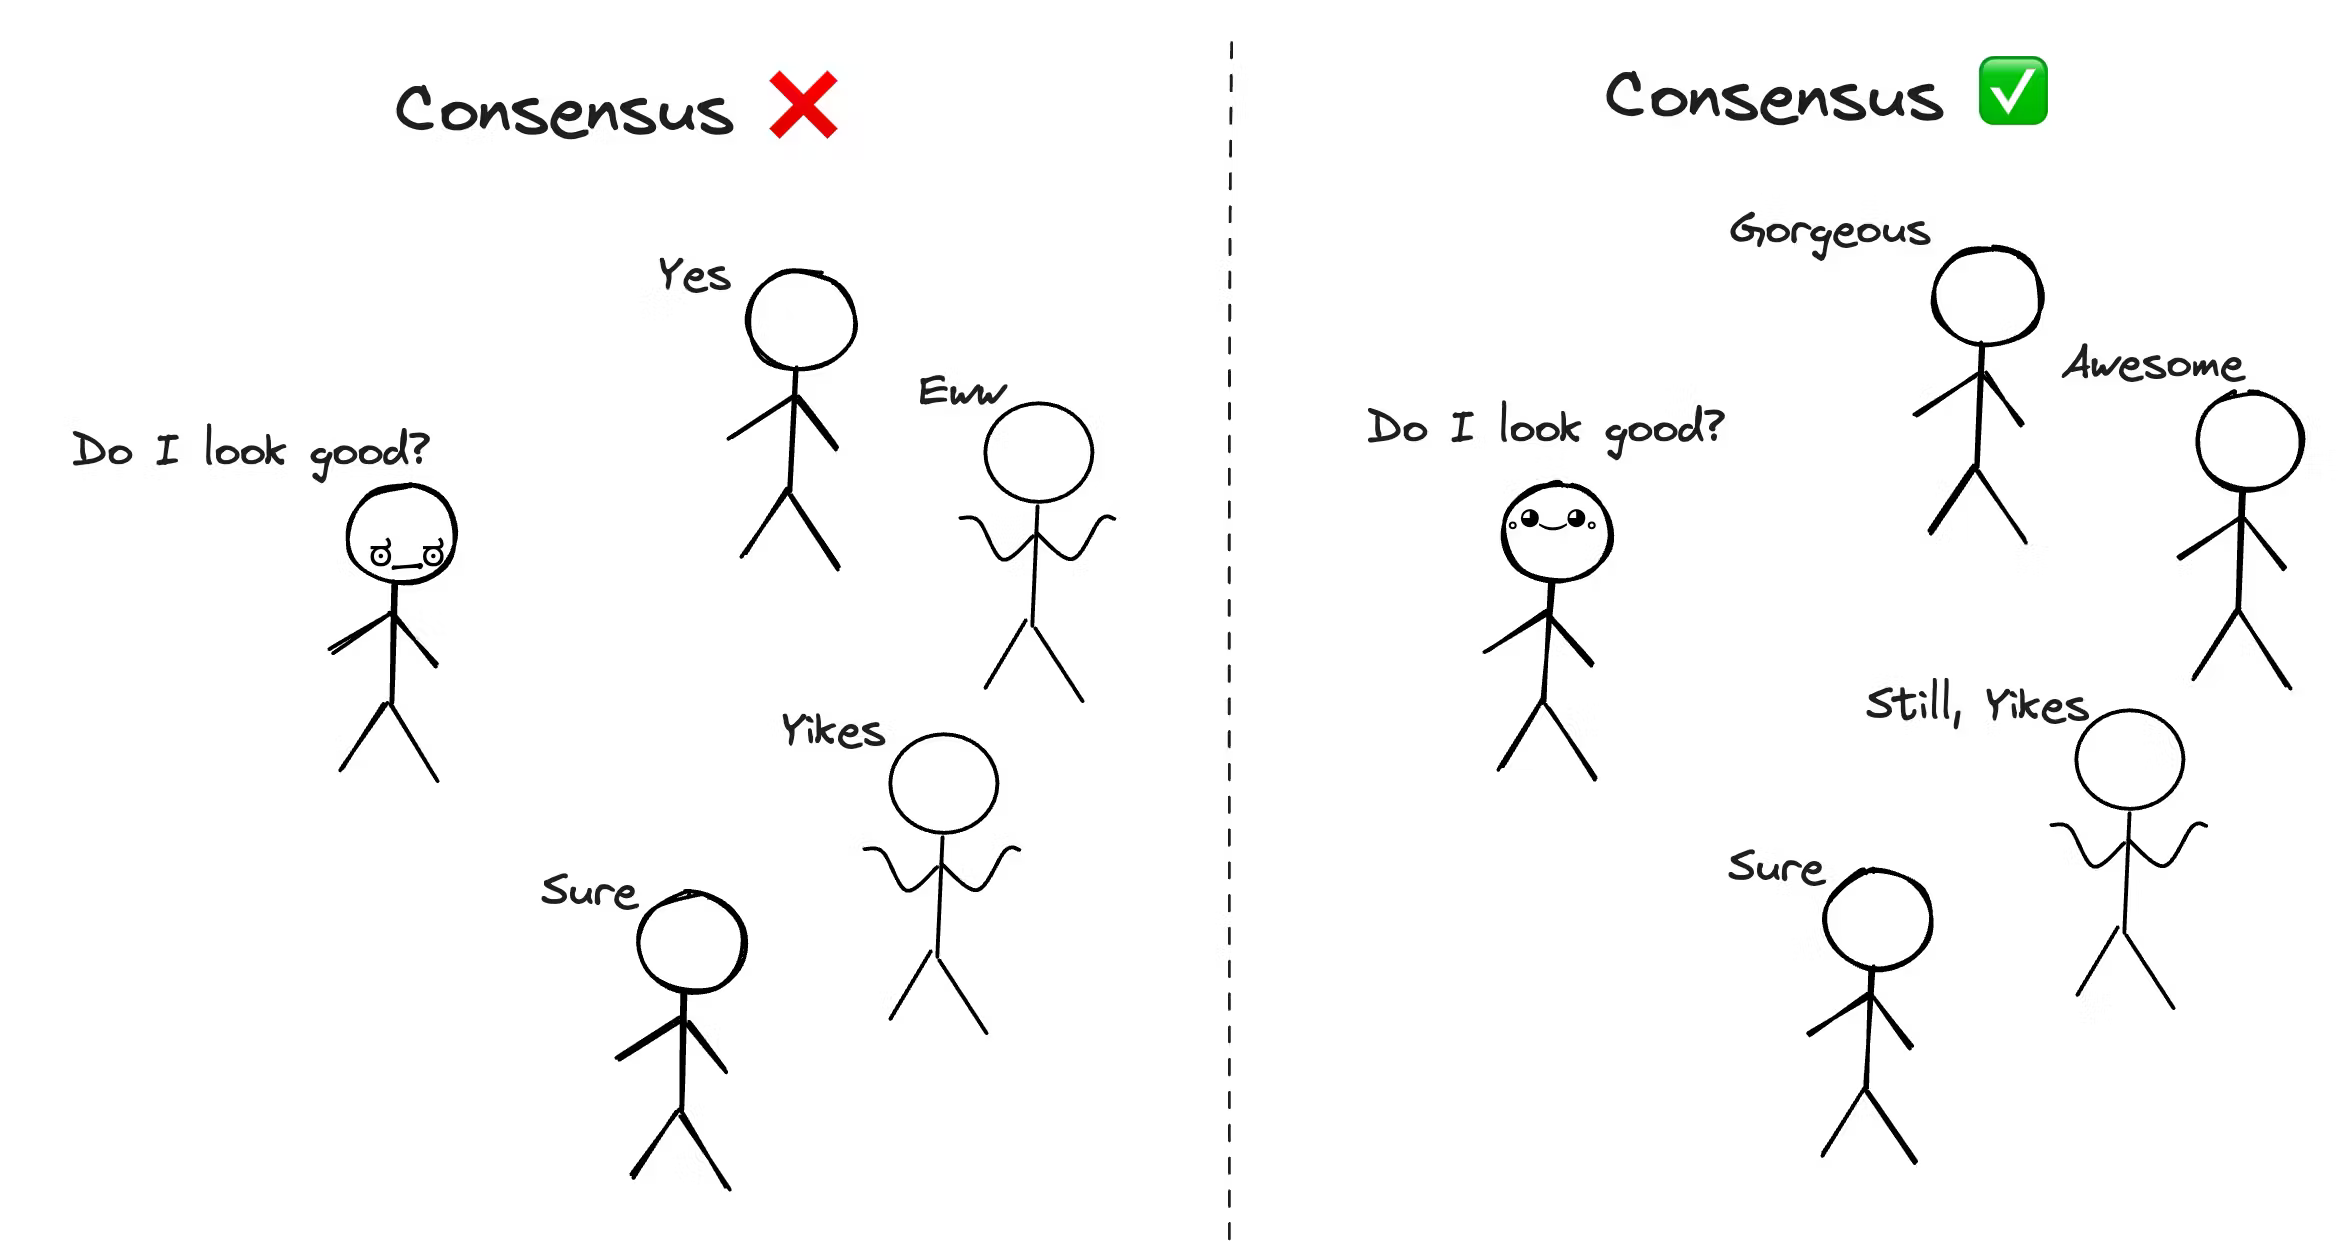 Consensus ❌
Yes
Eww
Do I look good?
Yikes
Sure
Consensus ✅
Gorgeous
Awesome
Do I look good?
Still, Yikes
Sure